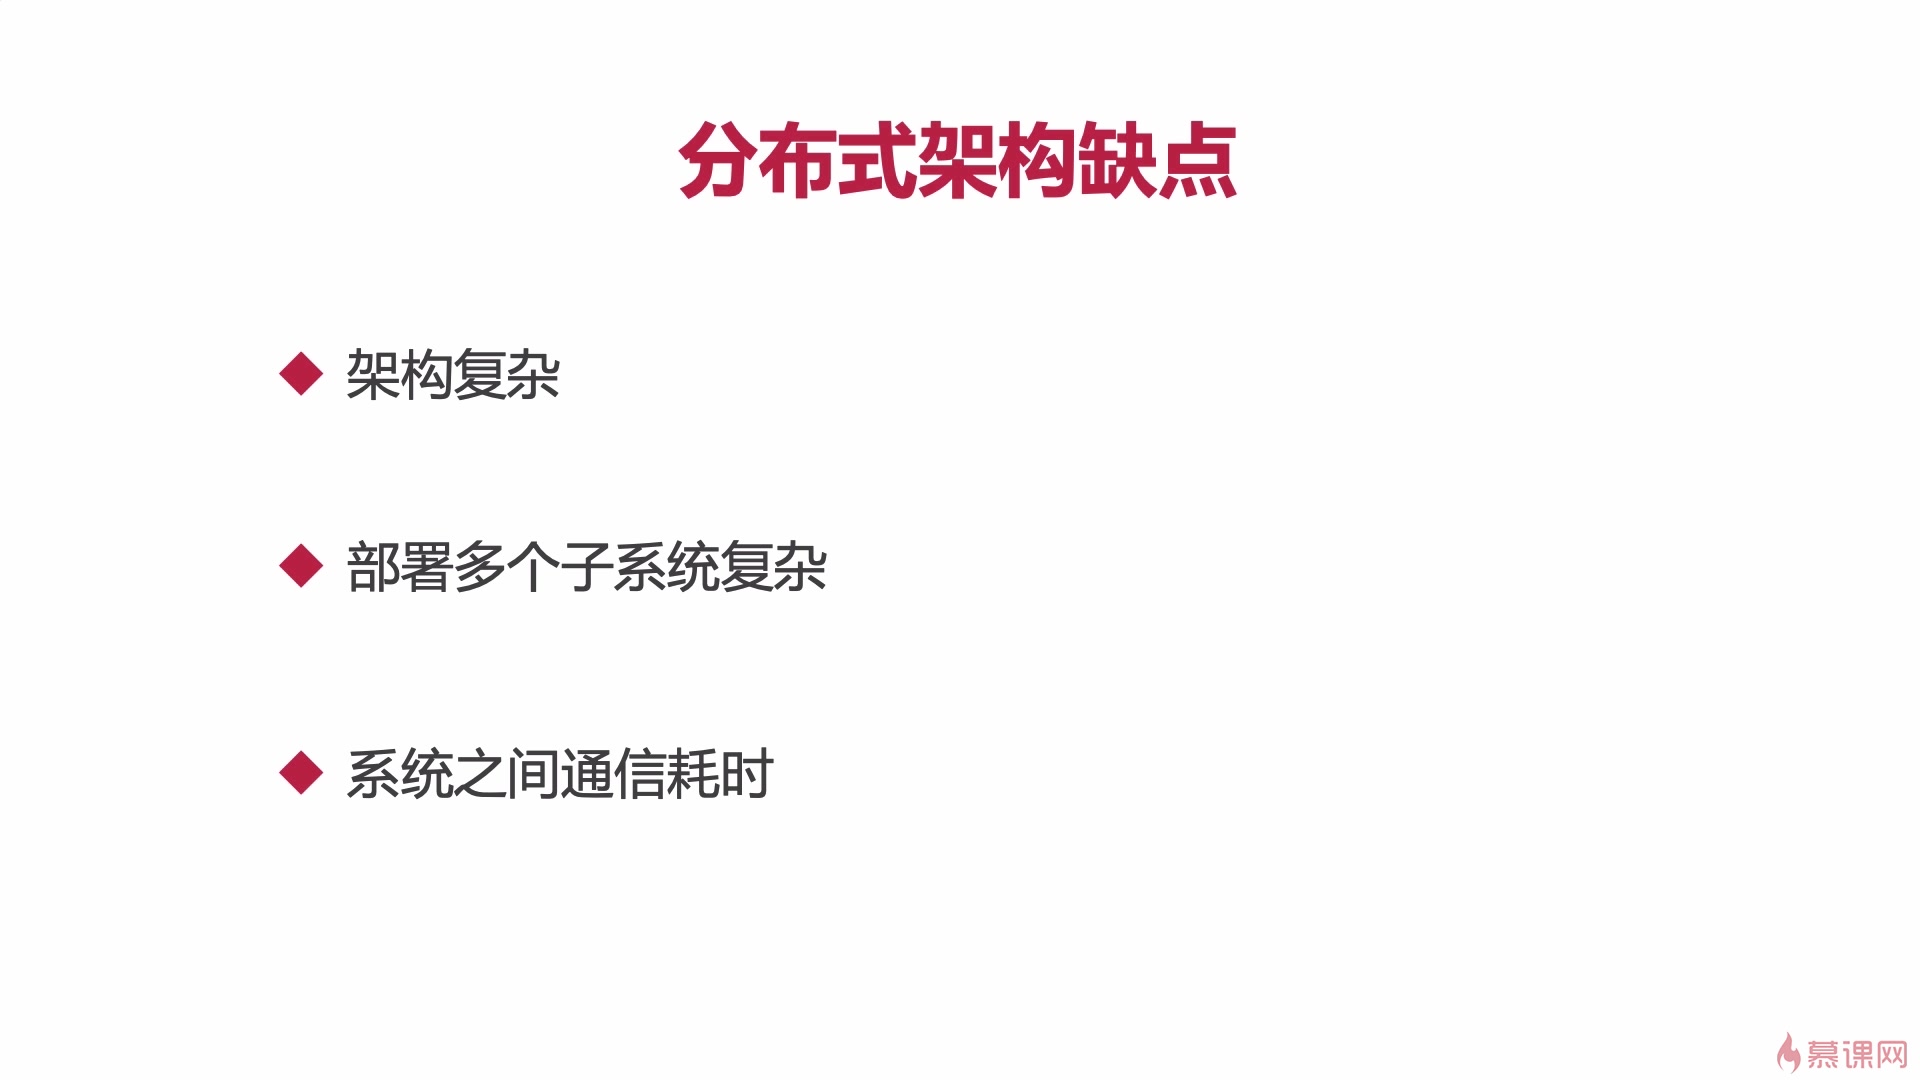 分布式架构缺点
架构复杂
部署多个子系统复杂
系统之间通信耗时
慕课网